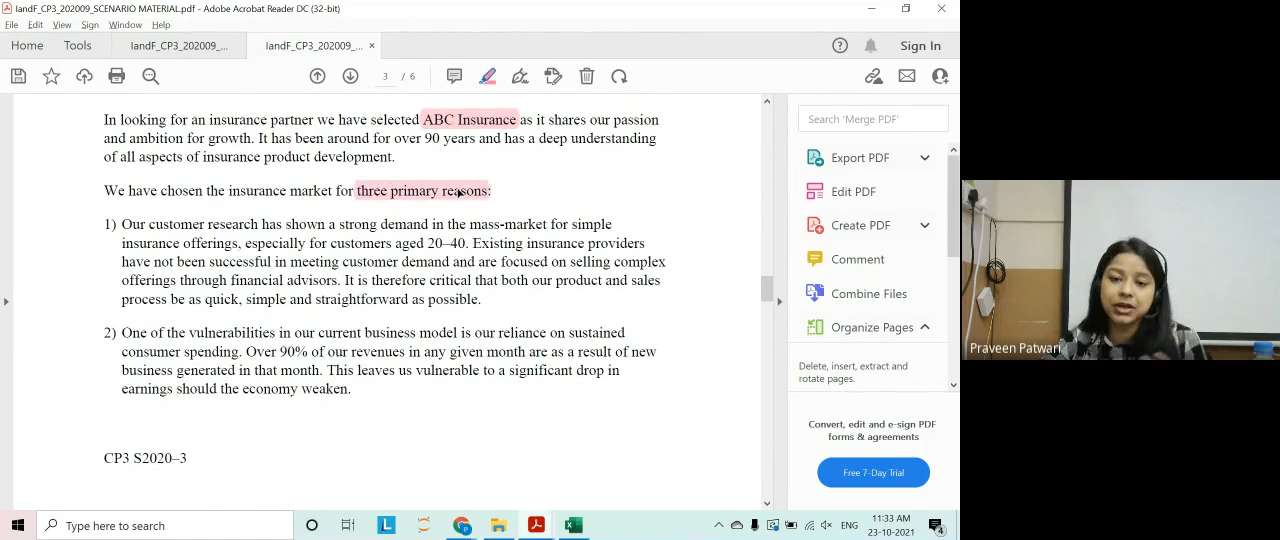 IandF_CP3_202009_SCENARIO MATERIAL.pdf - Adobe Acrobat Reader DC (32-bit)
File Edit View Sign Window Help
Home Tools IandF_CP3_202009_... IandF_CP3_202009_... × Sign In
3 / 6
In looking for an insurance partner we have selected ABC Insurance as it shares our passion
and ambition for growth. It has been around for over 90 years and has a deep understanding
of all aspects of insurance product development.
We have chosen the insurance market for three primary reasons:
1) Our customer research has shown a strong demand in the mass-market for simple
insurance offerings, especially for customers aged 20–40. Existing insurance providers
have not been successful in meeting customer demand and are focused on selling complex
offerings through financial advisors. It is therefore critical that both our product and sales
process be as quick, simple and straightforward as possible.
2) One of the vulnerabilities in our current business model is our reliance on sustained
consumer spending. Over 90% of our revenues in any given month are as a result of new
business generated in that month. This leaves us vulnerable to a significant drop in
earnings should the economy weaken.
CP3 S2020–3
Search 'Merge PDF'
Export PDF
Edit PDF
Create PDF
Comment
Combine Files
Organize Pages
Delete, insert, extract and
rotate pages.
Convert, edit and e-sign PDF
forms & agreements
Free 7-Day Trial
Praveen Patwari
Type here to search
L
ENG
11:33 AM
23-10-2021
4